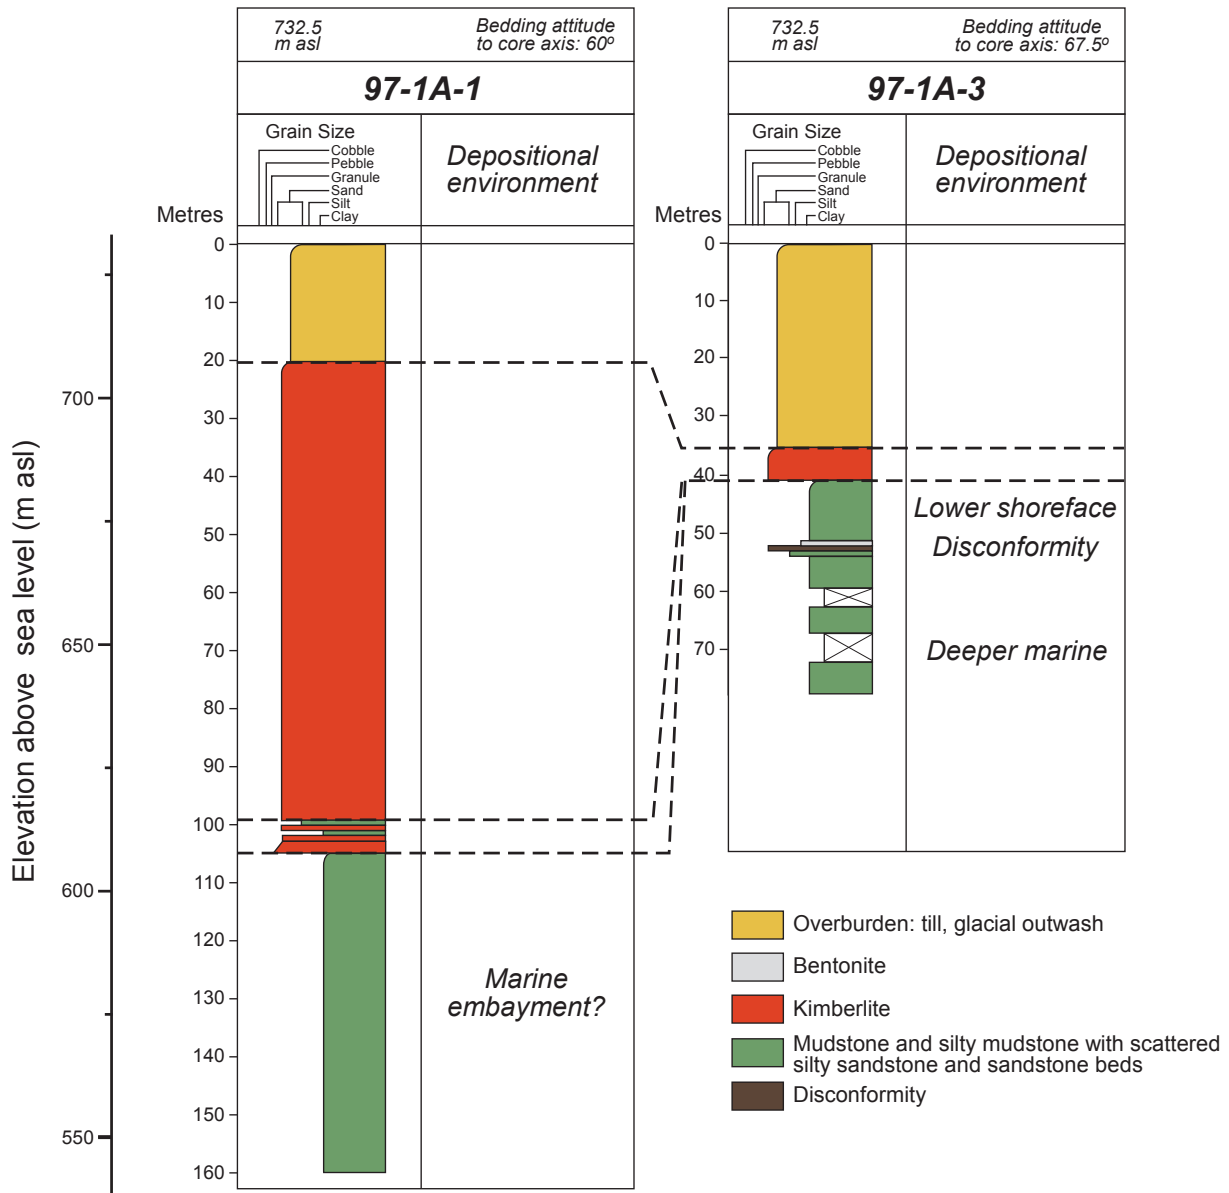 732.5
m asl
Bedding attitude
to core axis: 60º
97-1A-1
Grain Size
Cobble
Pebble
Granule
Sand
Silt
Clay
Depositional
environment
Metres
0
10
20
30
40
50
60
70
80
90
100
110
120
130
140
150
160
Marine
embayment?
732.5
m asl
Bedding attitude
to core axis: 67.5º
97-1A-3
Grain Size
Cobble
Pebble
Granule
Sand
Silt
Clay
Depositional
environment
Metres
0
10
20
30
40
50
60
70
Lower shoreface
Disconformity
Deeper marine
Elevation above sea level (m asl)
700
650
600
550
Overburden: till, glacial outwash
Bentonite
Kimberlite
Mudstone and silty mudstone with scattered
silty sandstone and sandstone beds
Disconformity